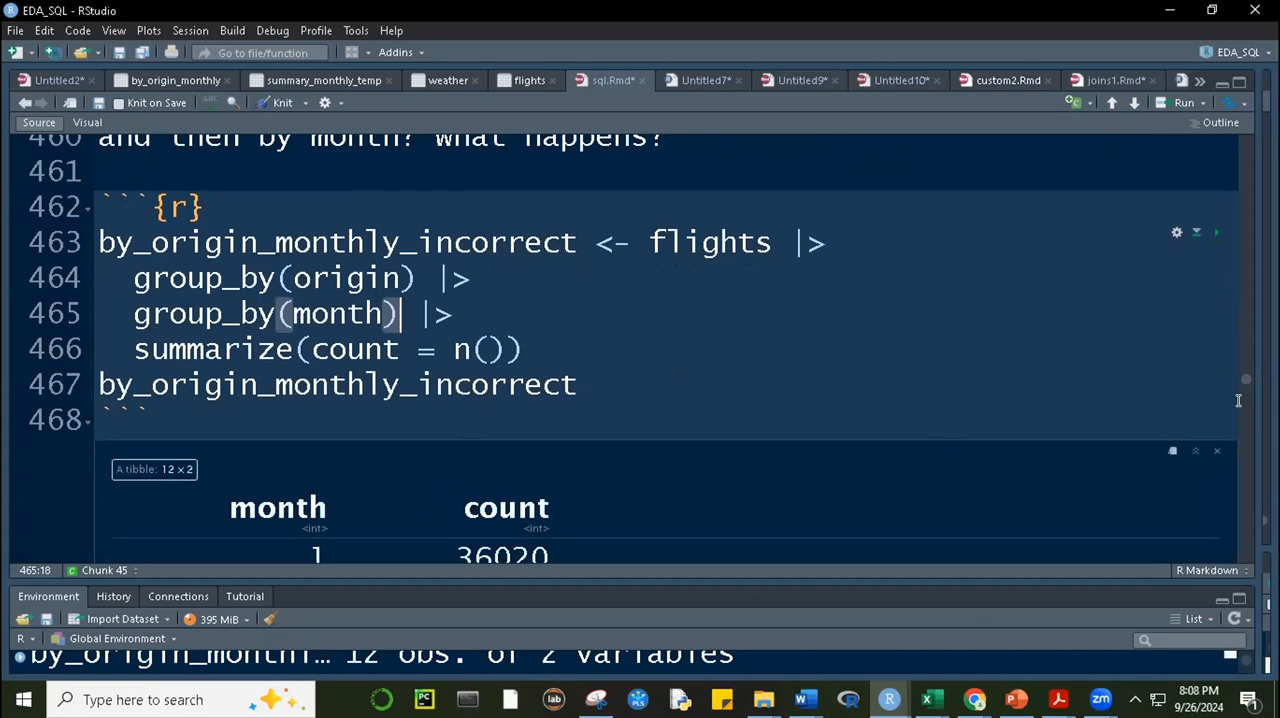 EDA_SQL - RStudio
File Edit Code View Plots Session Build Debug Profile Tools Help
Go to file/function Addins EDA_SQL
Untitled2* by_origin_monthly summary_monthly_temp weather flights sql.Rmd* Untitled7* Untitled9* Untitled10* custom2.Rmd joins1.Rmd*
Knit on Save ABC Knit Run
Source Visual Outline
460 and then by month? What happens?
461
462 ```{r}
463 by_origin_monthly_incorrect <- flights |>
464 group_by(origin) |>
465 group_by(month) |>
466 summarize(count = n())
467 by_origin_monthly_incorrect
468 ```
A tibble: 12 × 2
month count
<int> <int>
1 36020
465:18 Chunk 45 R Markdown
Environment History Connections Tutorial
Import Dataset 395 MiB List
R Global Environment
by_origin_month… 12 obs. of 2 variables
Type here to search
8:08 PM
9/26/2024